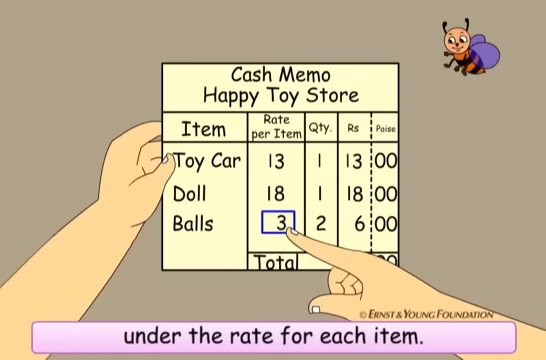 Cash Memo
Happy Toy Store
Item Rate per Item Qty. Rs Paise
Toy Car 13 1 13 00
Doll 18 1 18 00
Balls 3 2 6 00
Total
© ERNST & YOUNG FOUNDATION
under the rate for each item.